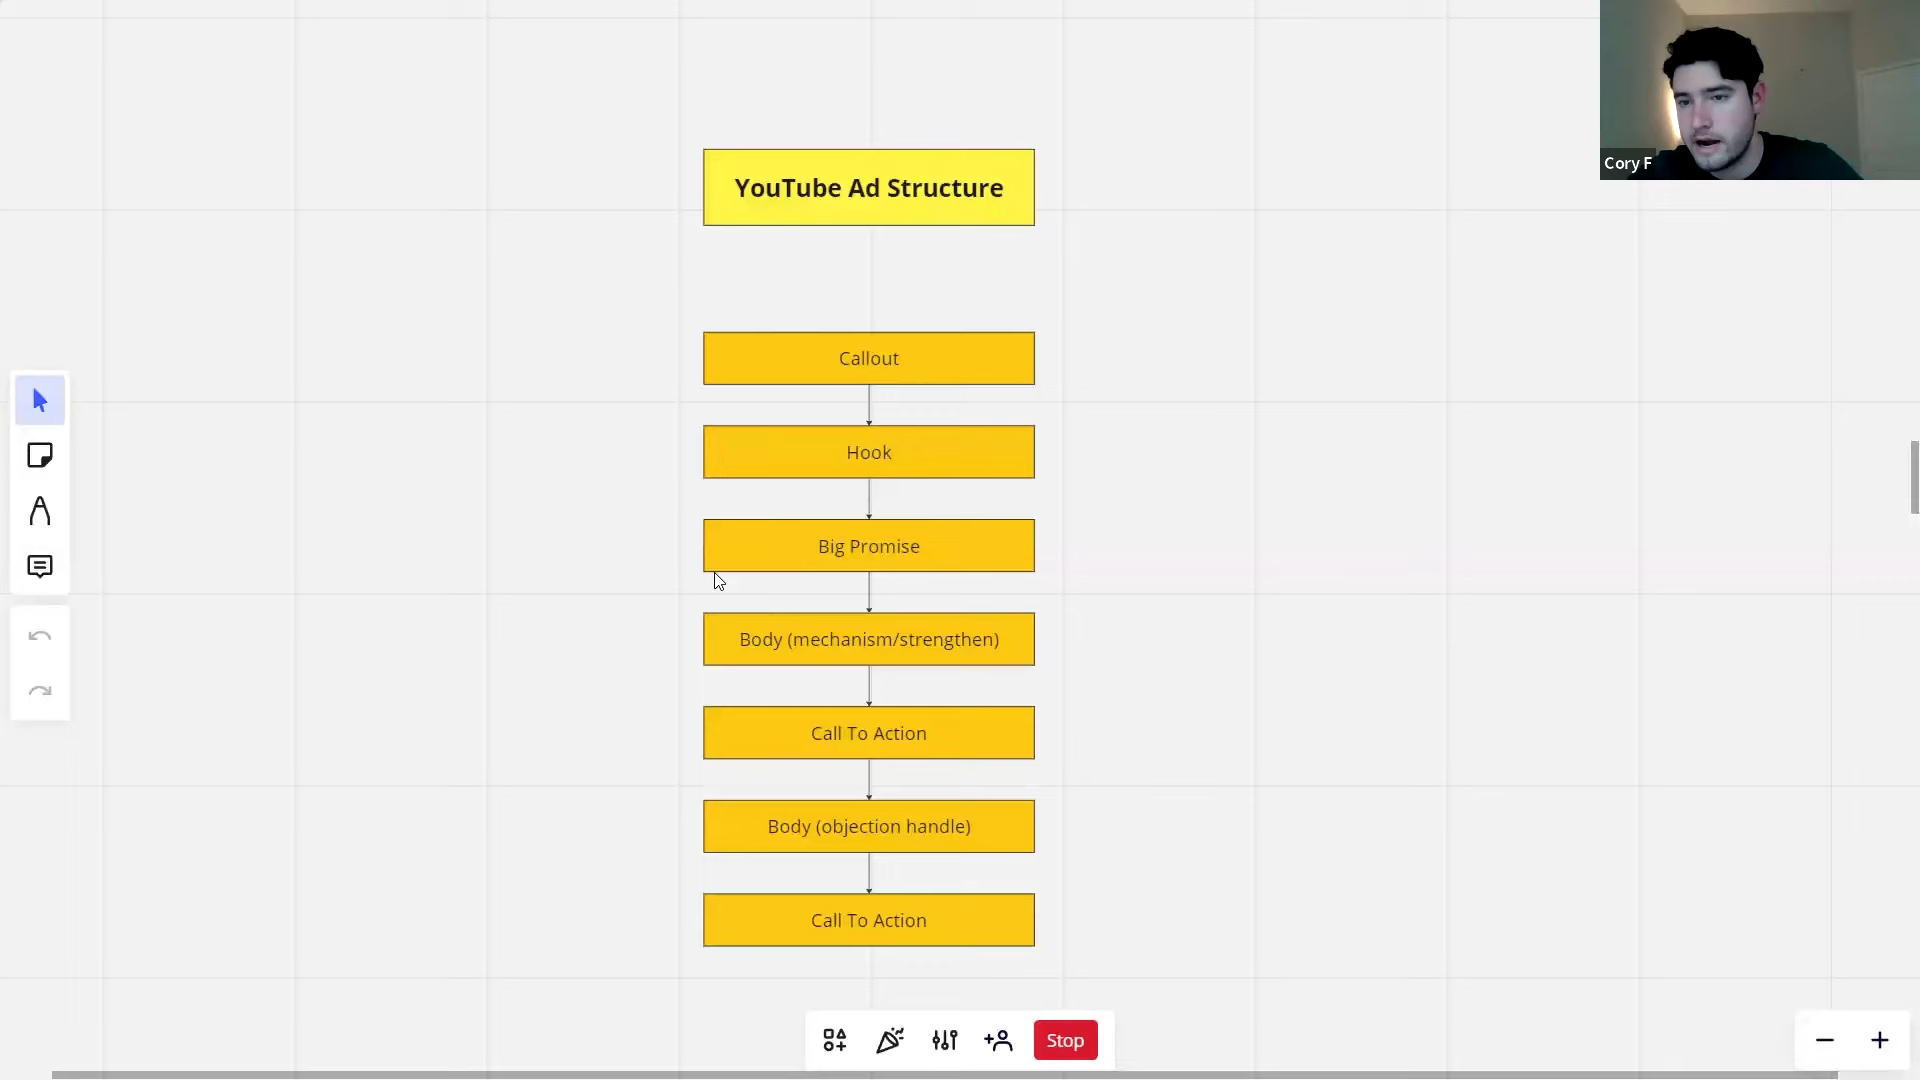 Cory F
YouTube Ad Structure
Callout
Hook
Big Promise
Body (mechanism/strengthen)
Call To Action
Body (objection handle)
Call To Action
Stop